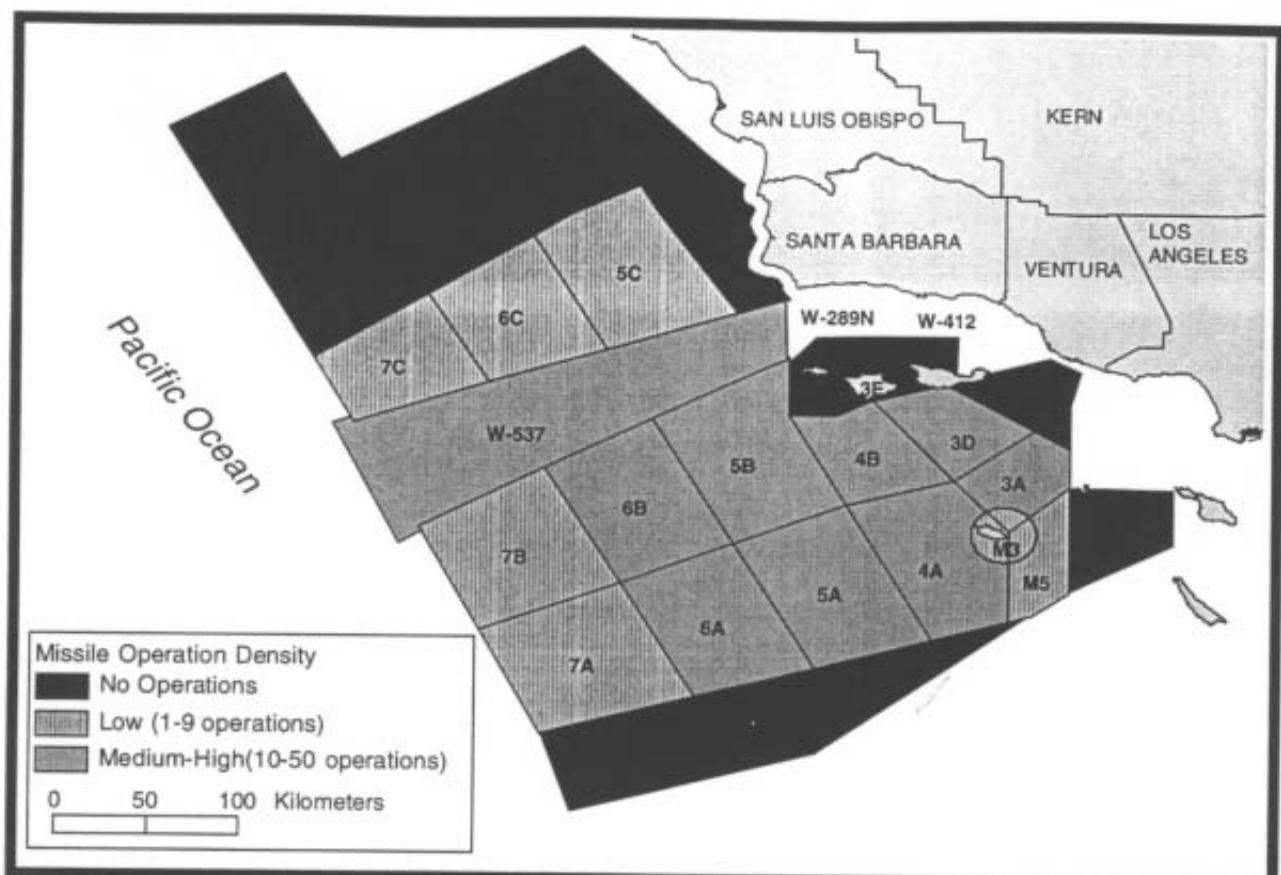 SAN LUIS OBISPO
KERN
SANTA BARBARA
VENTURA
LOS
ANGELES
W-289N
W-412
Pacific Ocean
5C
6C
7C
W-537
3E
3D
4B
5B
3A
6B
7B
M3
M5
4A
5A
6A
7A
Missile Operation Density
No Operations
Low (1-9 operations)
Medium-High(10-50 operations)
0 50 100 Kilometers